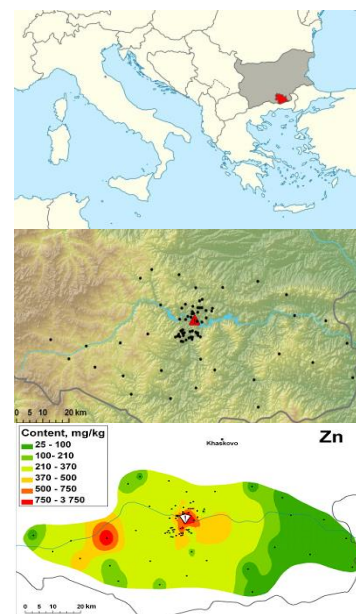 0 5 10 20 km
Content, mg/kg
25 - 100
100- 210
210 - 370
370 - 500
500 - 750
750 - 3 750
Khaskovo
Zn
0 5 10 20 km